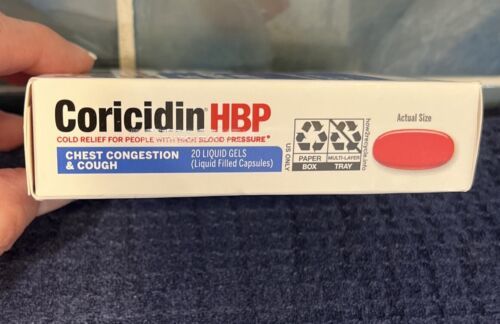 Coricidin® HBP
COLD RELIEF FOR PEOPLE WITH HIGH BLOOD PRESSURE*
CHEST CONGESTION
& COUGH
20 LIQUID GELS
(Liquid Filled Capsules)
US ONLY
PAPER
BOX
MULTI-LAYER
TRAY
how2recycle.info
Actual Size